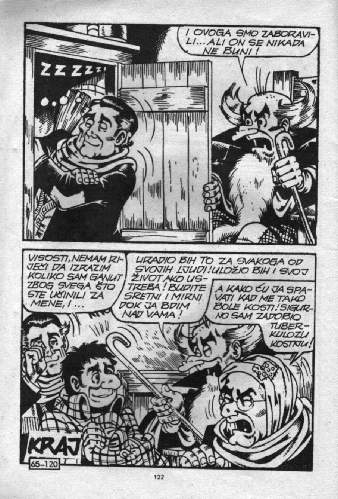 I OVOGA SMO ZABORAVI-
LI... ALI ON SE NIKADA
NE BUNI!
ZZZZZ
...
VISOSTI, NEMAM RI-
JEČI DA IZRAZIM
KOLIKO SAM GANUT
ZBOG SVEGA ŠTO
STE UČINILI ZA
MENE, I...
URADIO BIH TO ZA SVAKOGA OD
SVOJIH LJUDI! ULOŽIO BIH I SVOJ
ŽIVOT AKO US-
TREBA! BUDITE
SRETNI I MIRNI
DOK JA BDIM
NAD VAMA!
A KAKO ĆU JA SPA-
VATI KAD ME TAKO
BOLE KOSTI! SIGUR-
NO SAM ZADOBIO
TUBER-
KULOZU
KOSTIJU!
KRAJ
65-120
122